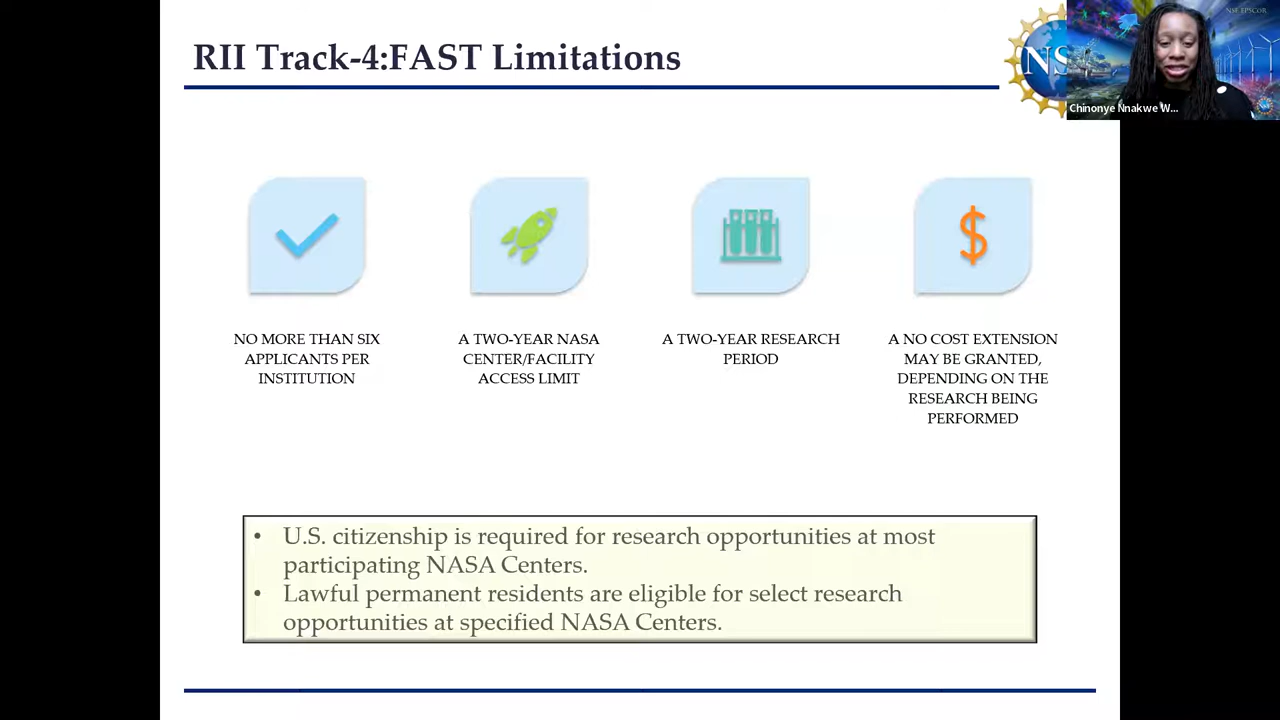 RII Track-4:FAST Limitations
NS
NSF EPSCOR
Chinonye Nnakwe W...
NO MORE THAN SIX
APPLICANTS PER
INSTITUTION
A TWO-YEAR NASA
CENTER/FACILITY
ACCESS LIMIT
A TWO-YEAR RESEARCH
PERIOD
A NO COST EXTENSION
MAY BE GRANTED,
DEPENDING ON THE
RESEARCH BEING
PERFORMED
• U.S. citizenship is required for research opportunities at most
participating NASA Centers.
• Lawful permanent residents are eligible for select research
opportunities at specified NASA Centers.